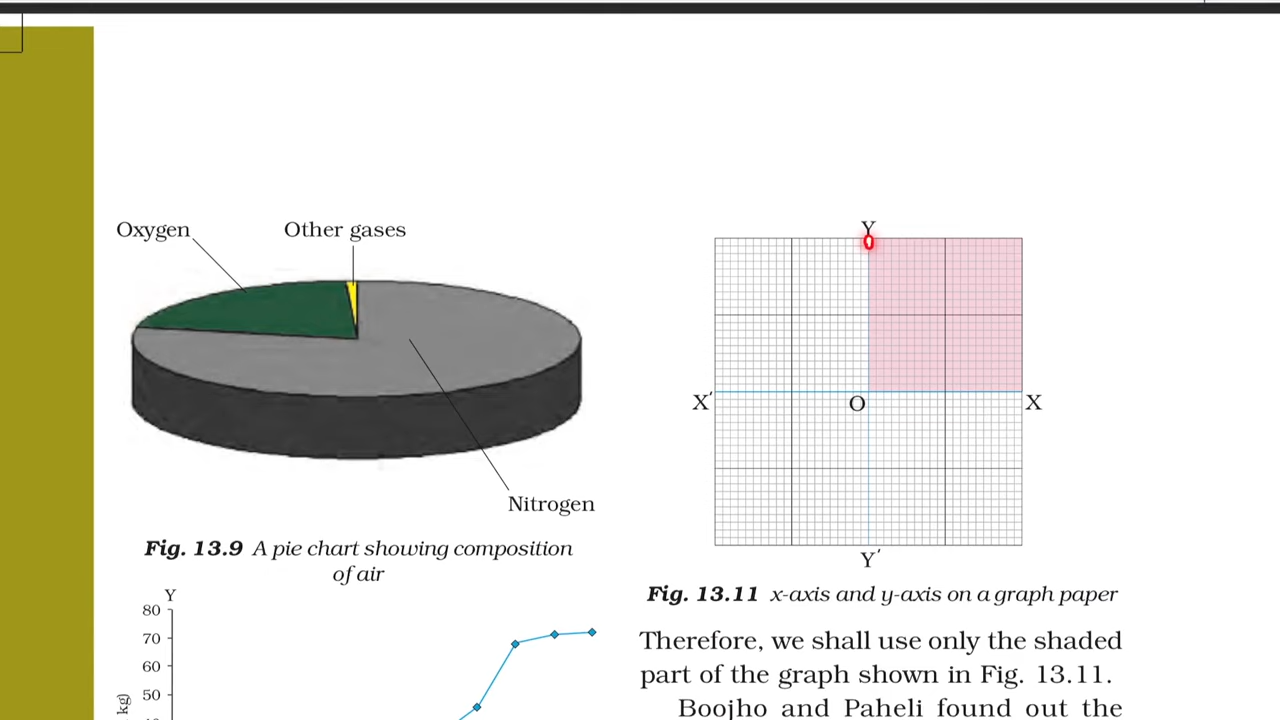 Oxygen
Other gases
Nitrogen
Fig. 13.9 A pie chart showing composition
of air
Y
80
70
60
50
kg)
Y
X′
O
X
Y′
Fig. 13.11 x-axis and y-axis on a graph paper
Therefore, we shall use only the shaded
part of the graph shown in Fig. 13.11.
Boojho and Paheli found out the